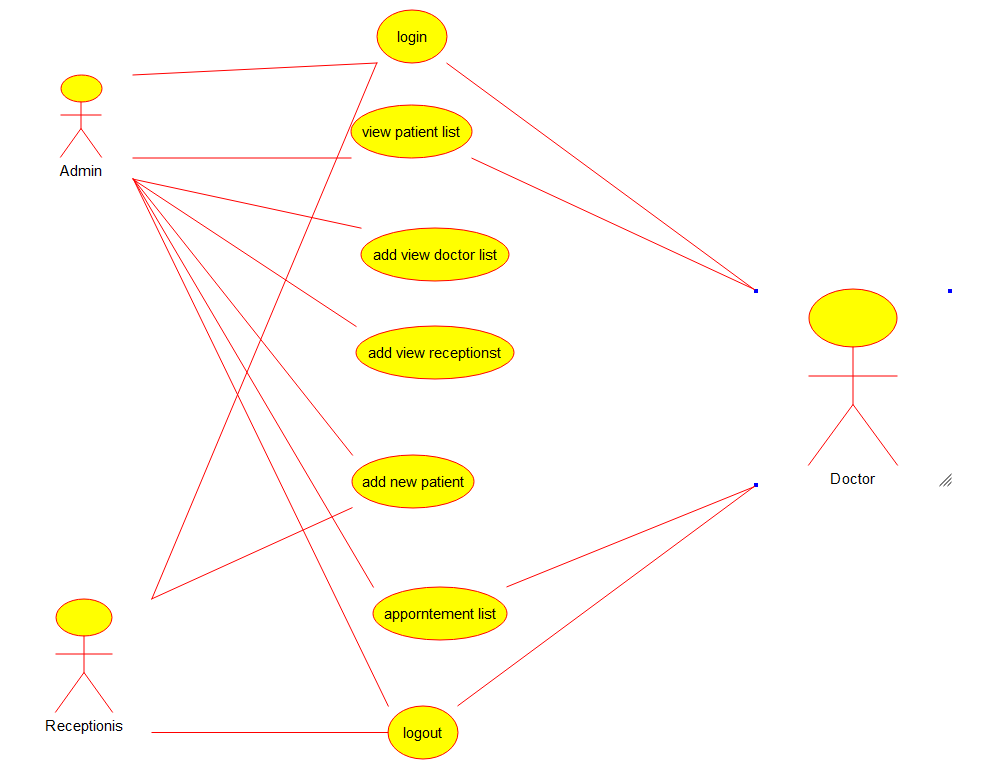 login
view patient list
Admin
add view doctor list
add view receptionst
add new patient
Doctor
apporntement list
Receptionis
logout